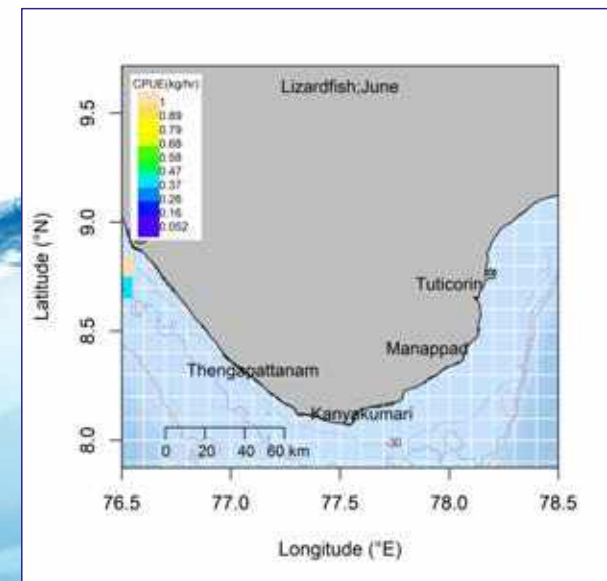 Lizardfish;June
CPUE(kg/hr)
1
0.89
0.79
0.68
0.58
0.47
0.37
0.26
0.16
0.052
9.5
9.0
8.5
8.0
Latitude (°N)
Tuticorin
Manappad
Thengapattanam
Kanyakumari
-30
0 20 40 60 km
76.5 77.0 77.5 78.0 78.5
Longitude (°E)